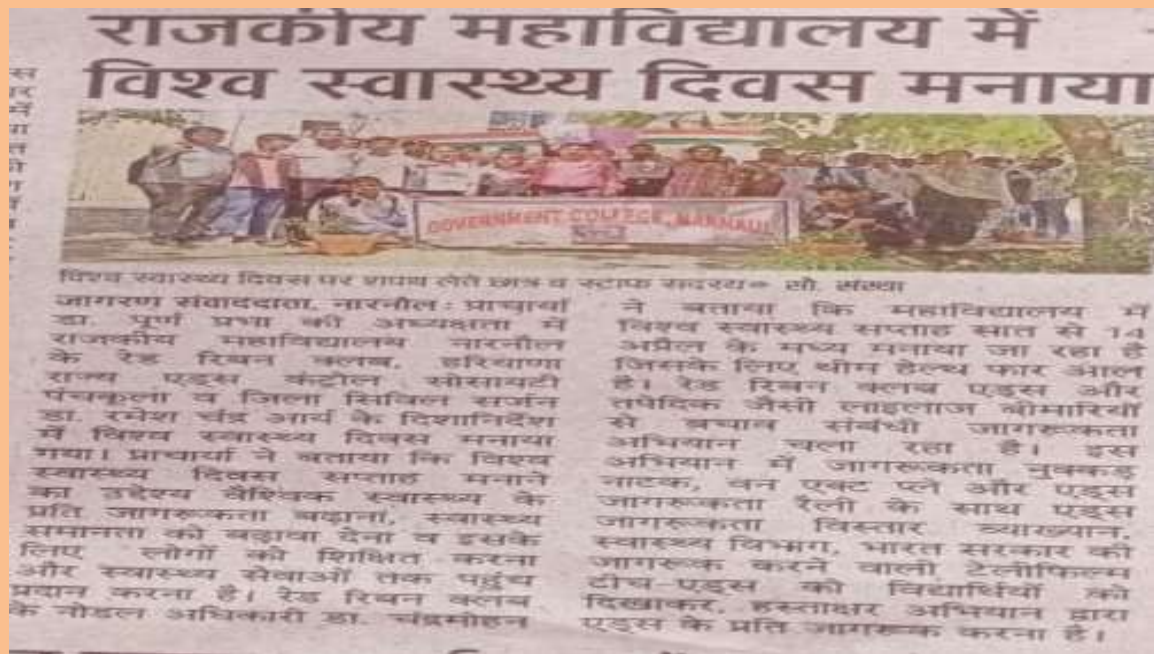 राजकीय महाविद्यालय में
विश्व स्वास्थ्य दिवस मनाया
GOVERNMENT COLLEGE, NARNAUL
विश्व स्वास्थ्य दिवस पर शपथ लेते छात्र व स्टाफ सदस्य● सौ. संस्था
जागरण संवाददाता, नारनौल : प्राचार्या
डा. पूर्ण प्रभा की अध्यक्षता में
राजकीय महाविद्यालय नारनौल
के रेड रिबन क्लब, हरियाणा
राज्य एड्स कंट्रोल सोसायटी
पंचकूला व जिला सिविल सर्जन
डा. रमेश चंद्र आर्य के दिशानिर्देश
में विश्व स्वास्थ्य दिवस मनाया
गया। प्राचार्या ने बताया कि विश्व
स्वास्थ्य दिवस सप्ताह मनाने
का उद्देश्य वैश्विक स्वास्थ्य के
प्रति जागरूकता बढ़ाना, स्वास्थ्य
समानता को बढ़ावा देना व इसके
लिए लोगों को शिक्षित करना
और स्वास्थ्य सेवाओं तक पहुंच
प्रदान करना है। रेड रिबन क्लब
के नोडल अधिकारी डा. चंद्रमोहन
ने बताया कि महाविद्यालय में
विश्व स्वास्थ्य सप्ताह सात से 14
अप्रैल के मध्य मनाया जा रहा है
जिसके लिए थीम हेल्थ फार आल
है। रेड रिबन क्लब एड्स और
तपेदिक जैसी लाइलाज बीमारियों
से बचाव संबंधी जागरूकता
अभियान चला रहा है। इस
अभियान में जागरूकता नुक्कड़
नाटक, वन एक्ट प्ले और एड्स
जागरूकता रैली के साथ एड्स
जागरूकता विस्तार व्याख्यान,
स्वास्थ्य विभाग, भारत सरकार की
जागरूक करने वाली टेलीफिल्म
टीच-एड्स को विद्यार्थियों को
दिखाकर, हस्ताक्षर अभियान द्वारा
एड्स के प्रति जागरूक करना है।